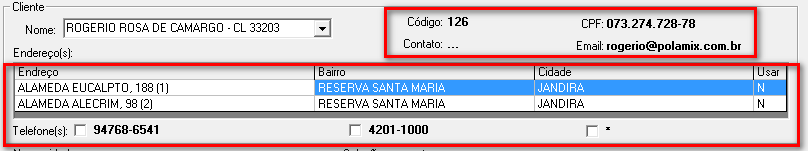 Cliente
Nome: ROGERIO ROSA DE CAMARGO - CL 33203
Código: 126 CPF: 073.274.728-78
Contato: ... Email: rogerio@polamix.com.br
Endereço(s):
Endreço Bairro Cidade Usar
ALAMEDA EUCALPTO, 188 (1) RESERVA SANTA MARIA JANDIRA N
ALAMEDA ALECRIM, 98 (2) RESERVA SANTA MARIA JANDIRA N
Telefone(s): 94768-6541 4201-1000 *